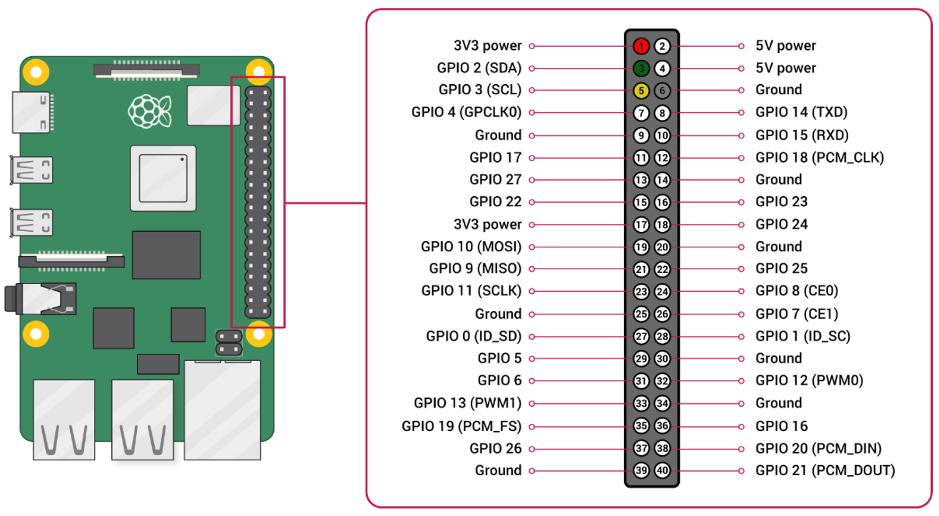 3V3 power 1 2 5V power
GPIO 2 (SDA) 3 4 5V power
GPIO 3 (SCL) 5 6 Ground
GPIO 4 (GPCLK0) 7 8 GPIO 14 (TXD)
Ground 9 10 GPIO 15 (RXD)
GPIO 17 11 12 GPIO 18 (PCM_CLK)
GPIO 27 13 14 Ground
GPIO 22 15 16 GPIO 23
3V3 power 17 18 GPIO 24
GPIO 10 (MOSI) 19 20 Ground
GPIO 9 (MISO) 21 22 GPIO 25
GPIO 11 (SCLK) 23 24 GPIO 8 (CE0)
Ground 25 26 GPIO 7 (CE1)
GPIO 0 (ID_SD) 27 28 GPIO 1 (ID_SC)
GPIO 5 29 30 Ground
GPIO 6 31 32 GPIO 12 (PWM0)
GPIO 13 (PWM1) 33 34 Ground
GPIO 19 (PCM_FS) 35 36 GPIO 16
GPIO 26 37 38 GPIO 20 (PCM_DIN)
Ground 39 40 GPIO 21 (PCM_DOUT)